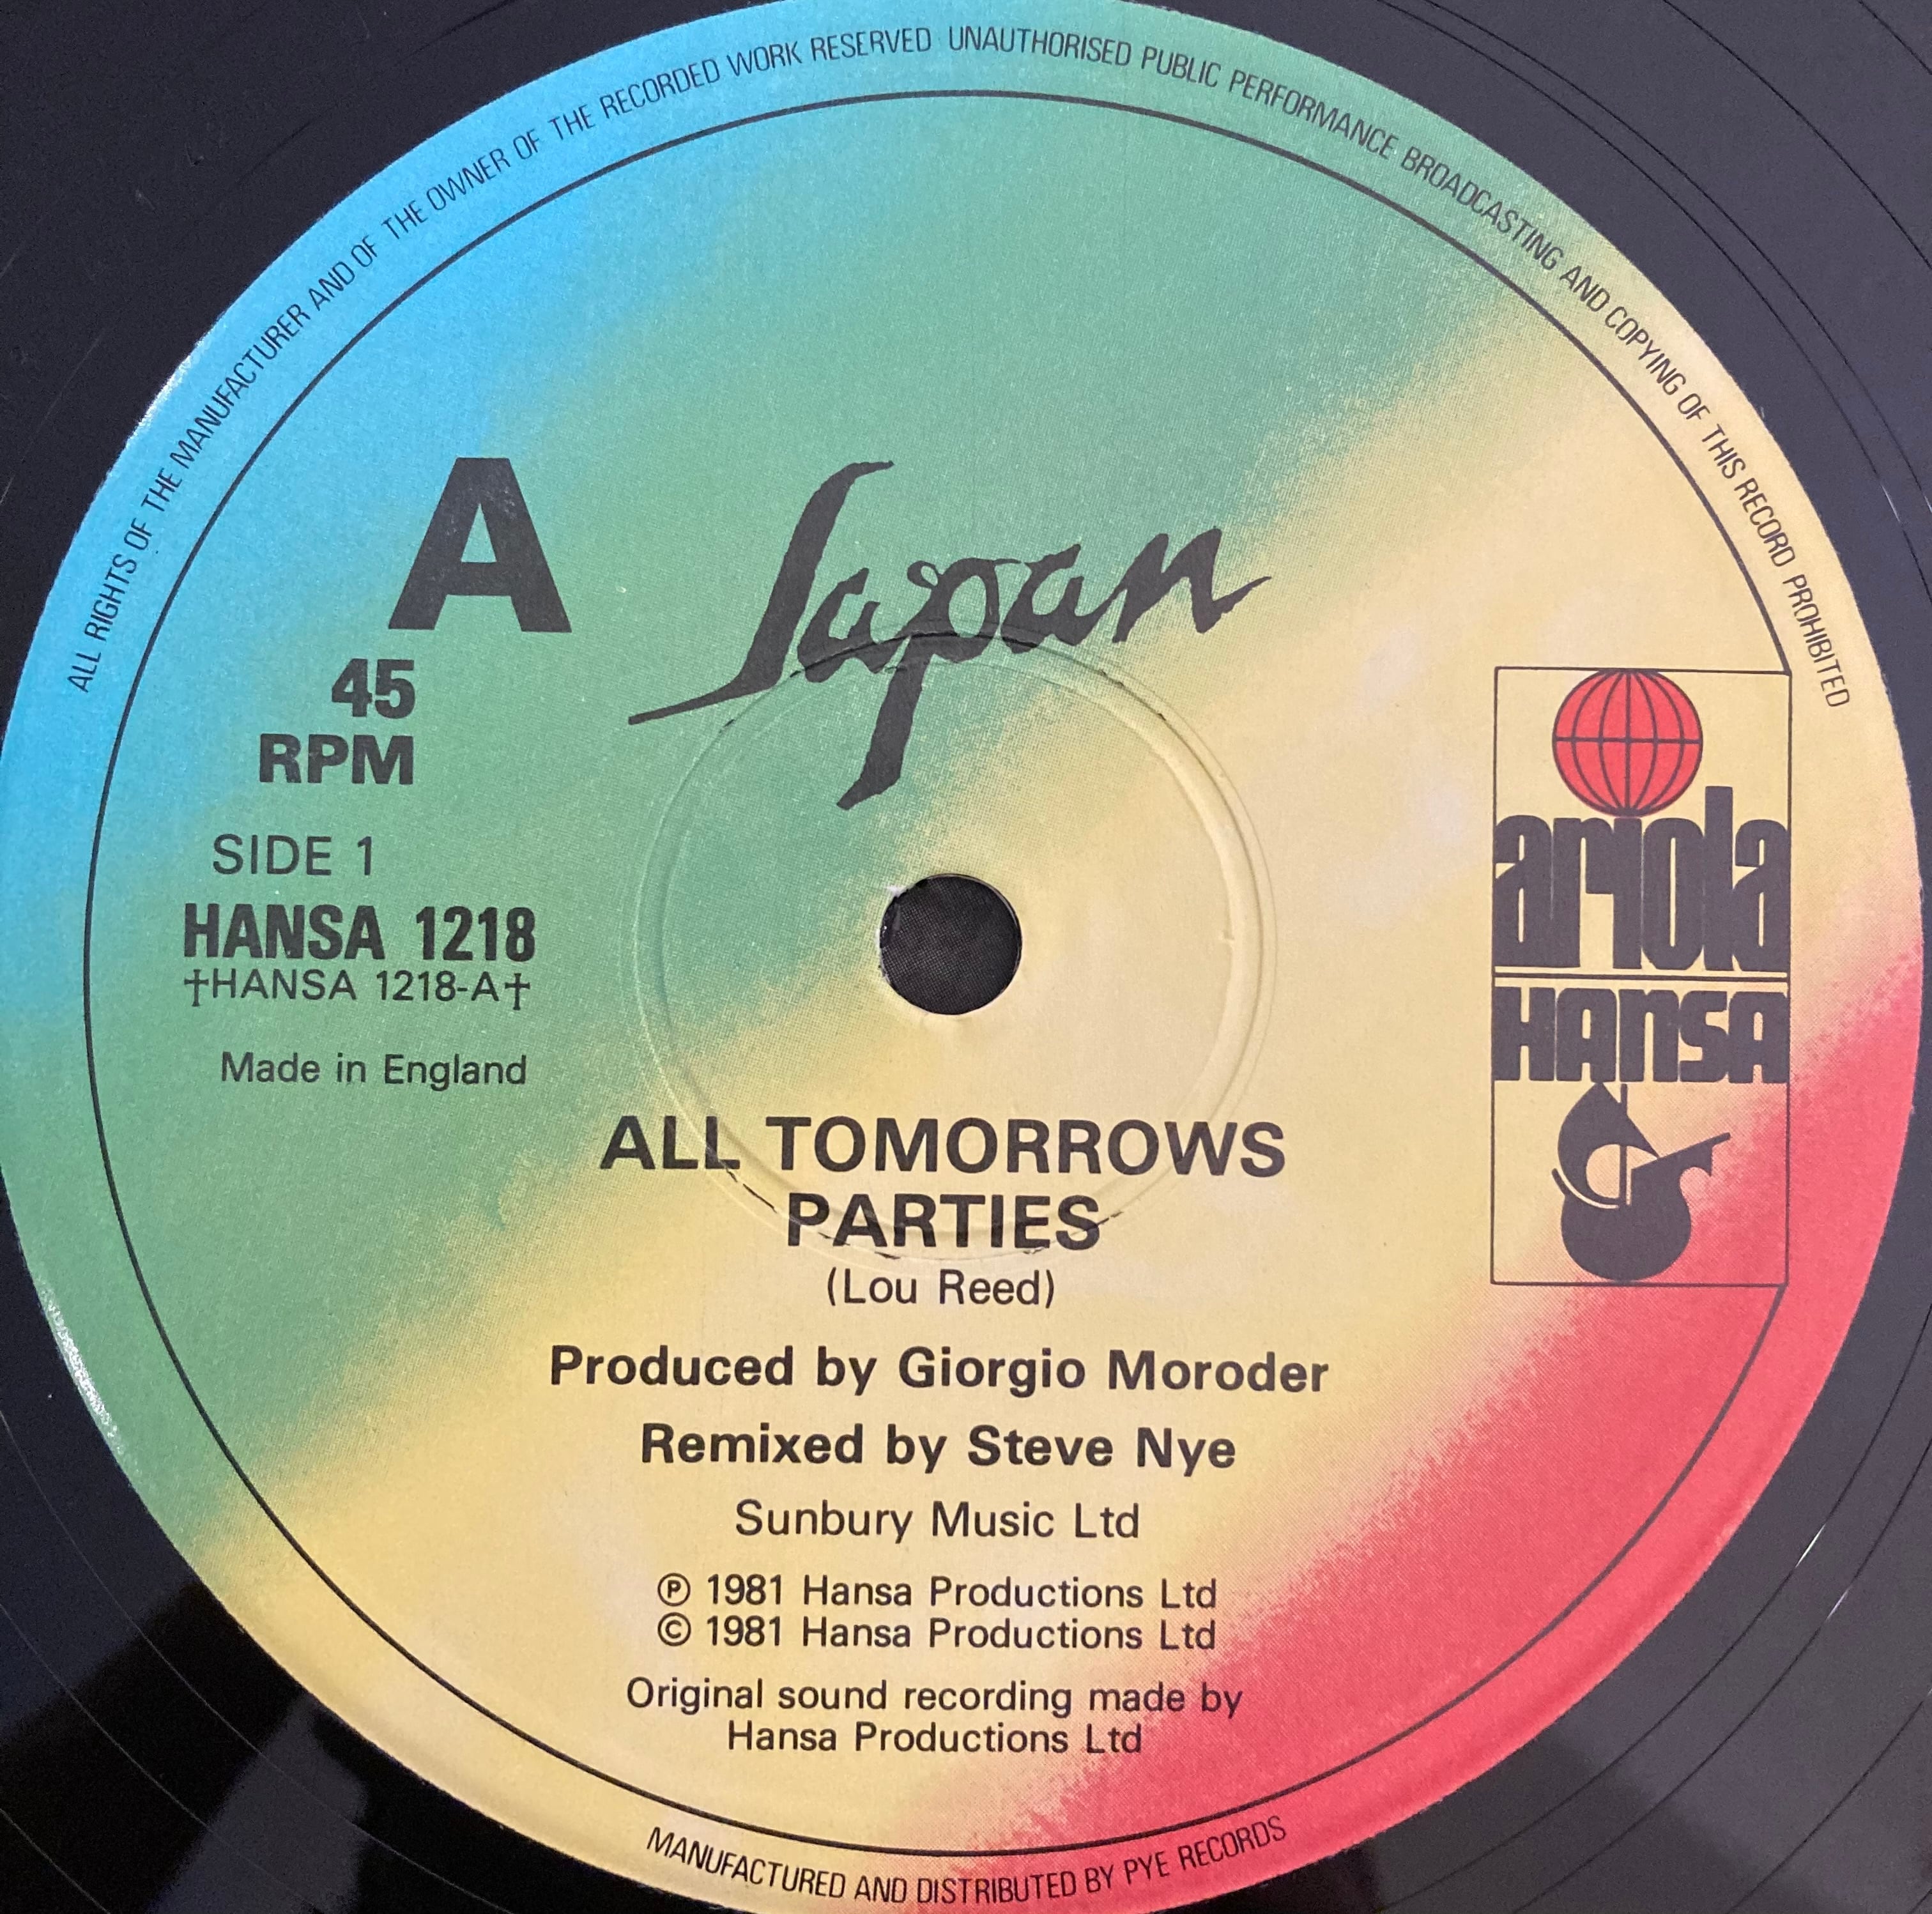 ALL RIGHTS OF THE MANUFACTURER AND OF THE OWNER OF THE RECORDED WORK RESERVED UNAUTHORISED PUBLIC PERFORMANCE BROADCASTING AND COPYING OF THIS RECORD PROHIBITED
A
Japan
45
RPM
SIDE 1
HANSA 1218
†HANSA 1218-A†
Made in England
ariola
HANSA
ALL TOMORROWS
PARTIES
(Lou Reed)
Produced by Giorgio Moroder
Remixed by Steve Nye
Sunbury Music Ltd
℗ 1981 Hansa Productions Ltd
© 1981 Hansa Productions Ltd
Original sound recording made by
Hansa Productions Ltd
MANUFACTURED AND DISTRIBUTED BY PYE RECORDS